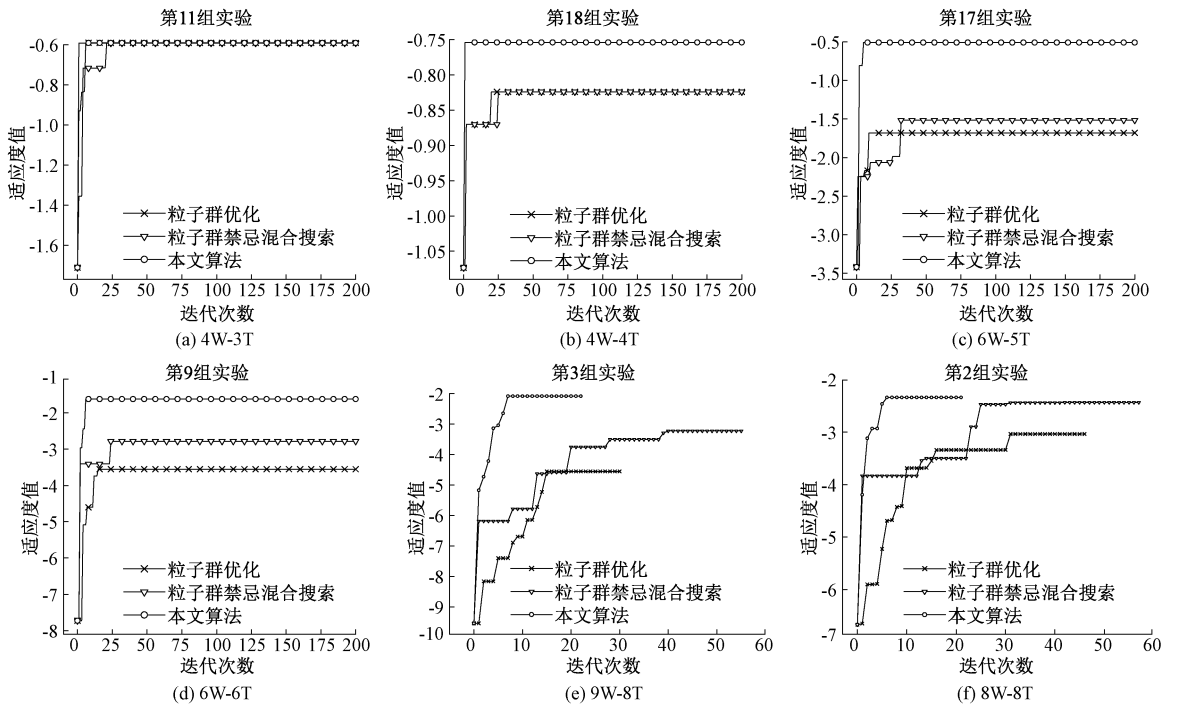 第11组实验
-0.6
-0.8
-1.0
-1.2
-1.4
-1.6
适应度值
粒子群优化
粒子群禁忌混合搜索
本文算法
0 25 50 75 100 125 150 175 200
迭代次数
(a) 4W-3T
第18组实验
-0.75
-0.80
-0.85
-0.90
-0.95
-1.00
-1.05
适应度值
粒子群优化
粒子群禁忌混合搜索
本文算法
0 25 50 75 100 125 150 175 200
迭代次数
(b) 4W-4T
第17组实验
-0.5
-1.0
-1.5
-2.0
-2.5
-3.0
-3.5
适应度值
粒子群优化
粒子群禁忌混合搜索
本文算法
0 25 50 75 100 125 150 175 200
迭代次数
(c) 6W-5T
第9组实验
-1
-2
-3
-4
-5
-6
-7
-8
适应度值
粒子群优化
粒子群禁忌混合搜索
本文算法
0 25 50 75 100 125 150 175 200
迭代次数
(d) 6W-6T
第3组实验
-2
-3
-4
-5
-6
-7
-8
-9
-10
适应度值
粒子群优化
粒子群禁忌混合搜索
本文算法
0 10 20 30 40 50 60
迭代次数
(e) 9W-8T
第2组实验
-2
-3
-4
-5
-6
-7
适应度值
粒子群优化
粒子群禁忌混合搜索
本文算法
0 10 20 30 40 50 60
迭代次数
(f) 8W-8T